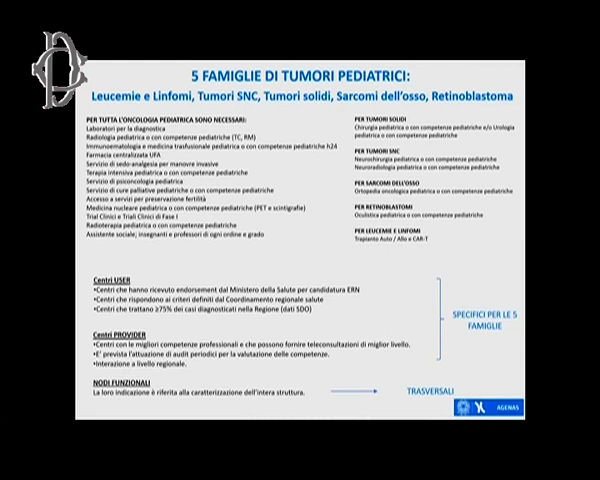 5 FAMIGLIE DI TUMORI PEDIATRICI:
Leucemie e Linfomi, Tumori SNC, Tumori solidi, Sarcomi dell'osso, Retinoblastoma
PER TUTTA L'ONCOLOGIA PEDIATRICA SONO NECESSARI:
Laboratori per la diagnostica
Radiologia pediatrica o con competenze pediatriche (TC, RM)
Immunoematologia e medicina trasfusionale pediatrica o con competenze pediatriche h24
Farmacia centralizzata UFA
Servizio di sedo-analgesia per manovre invasive
Terapia intensiva pediatrica o con competenze pediatriche
Servizio di psiconcologia pediatrica
Servizio di cure palliative pediatriche o con competenze pediatriche
Accesso a servizi per preservazione fertilità
Medicina nucleare pediatrica o con competenze pediatriche (PET e scintigrafie)
Trial Clinici e Triali Clinici di Fase I
Radioterapia pediatrica o con competenze pediatriche
Assistente sociale; insegnanti e professori di ogni ordine e grado
PER TUMORI SOLIDI
Chirurgia pediatrica o con competenze pediatriche e/o Urologia
pediatrica o con competenze pediatriche
PER TUMORI SNC
Neurochirurgia pediatrica o con competenze pediatriche
Neuroradiologia pediatrica o con competenze pediatriche
PER SARCOMI DELL'OSSO
Ortopedia oncologica pediatrica o con competenze pediatriche
PER RETINOBLASTOMI
Oculistica pediatrica o con competenze pediatriche
PER LEUCEMIE E LINFOMI
Trapianto Auto / Allo e CAR-T
Centri USER
•Centri che hanno ricevuto endorsement dal Ministero della Salute per candidatura ERN
•Centri che rispondono ai criteri definiti dal Coordinamento regionale salute
•Centri che trattano ≥75% dei casi diagnosticati nella Regione (dati SDO)
Centri PROVIDER
•Centri con le migliori competenze professionali e che possono fornire teleconsultazioni di miglior livello.
•E' prevista l'attuazione di audit periodici per la valutazione delle competenze.
•Interazione a livello regionale.
SPECIFICI PER LE 5
FAMIGLIE
NODI FUNZIONALI
La loro indicazione è riferita alla caratterizzazione dell'intera struttura.
TRASVERSALI
AGENAS